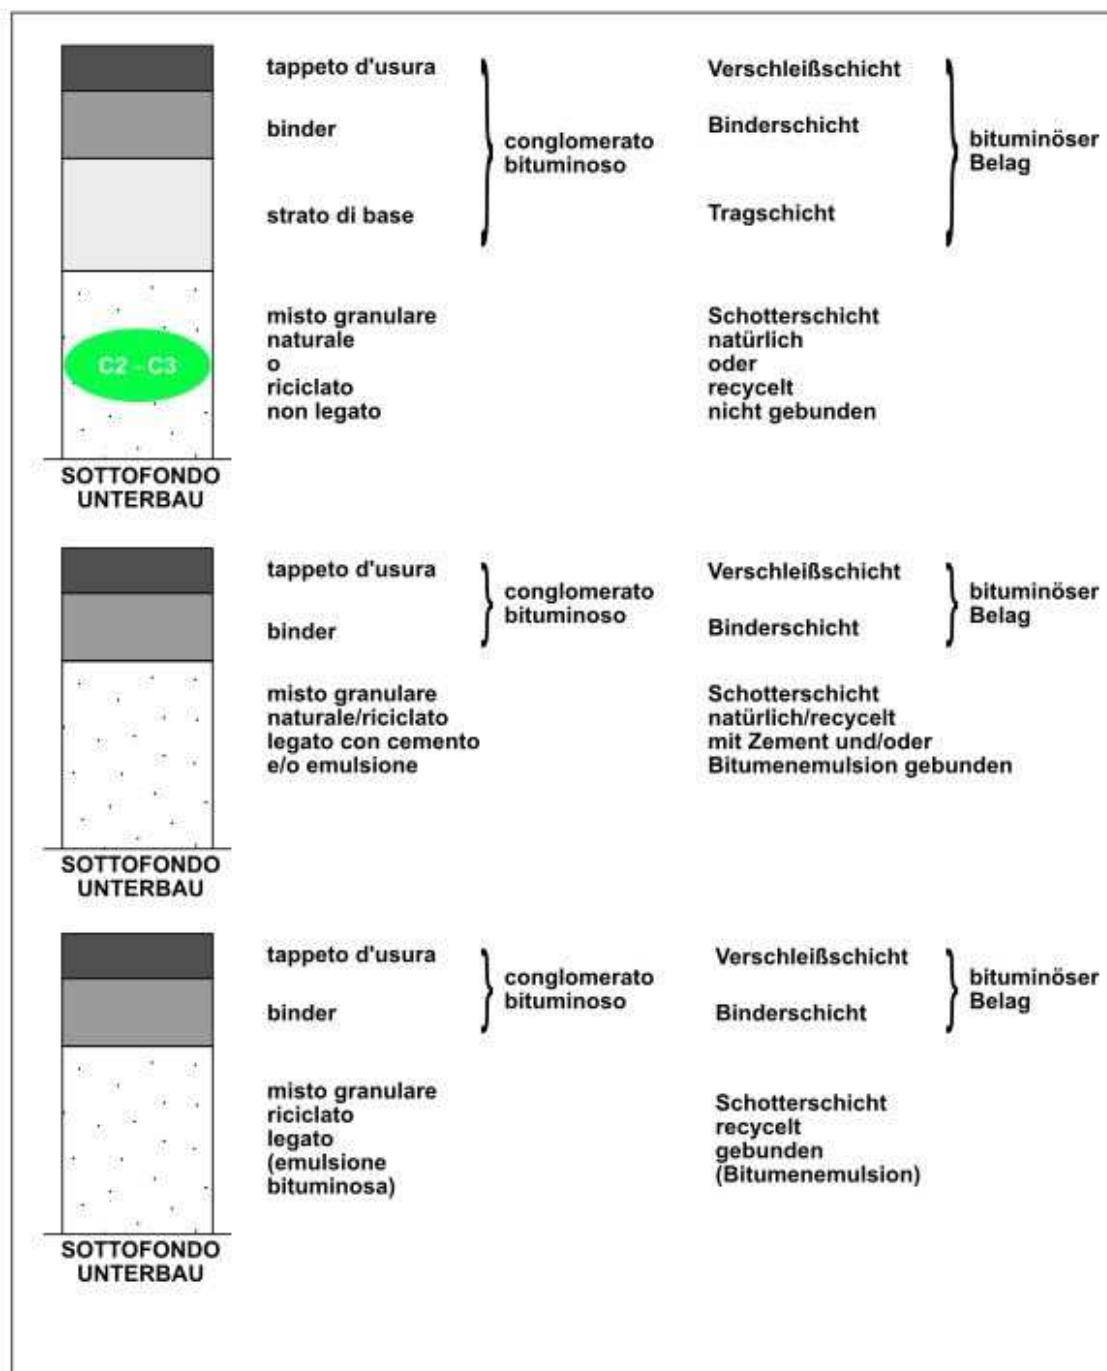 tappeto d'usura
binder
strato di base
conglomerato
bituminoso
Verschleißschicht
Binderschicht
Tragschicht
bituminöser
Belag
C2 - C3
misto granulare
naturale
o
riciclato
non legato
Schotterschicht
natürlich
oder
recycelt
nicht gebunden
SOTTOFONDO
UNTERBAU
tappeto d'usura
binder
conglomerato
bituminoso
Verschleißschicht
Binderschicht
bituminöser
Belag
misto granulare
naturale/riciclato
legato con cemento
e/o emulsione
Schotterschicht
natürlich/recycelt
mit Zement und/oder
Bitumenemulsion gebunden
SOTTOFONDO
UNTERBAU
tappeto d'usura
binder
conglomerato
bituminoso
Verschleißschicht
Binderschicht
bituminöser
Belag
misto granulare
riciclato
legato
(emulsione
bituminosa)
Schotterschicht
recycelt
gebunden
(Bitumenemulsion)
SOTTOFONDO
UNTERBAU